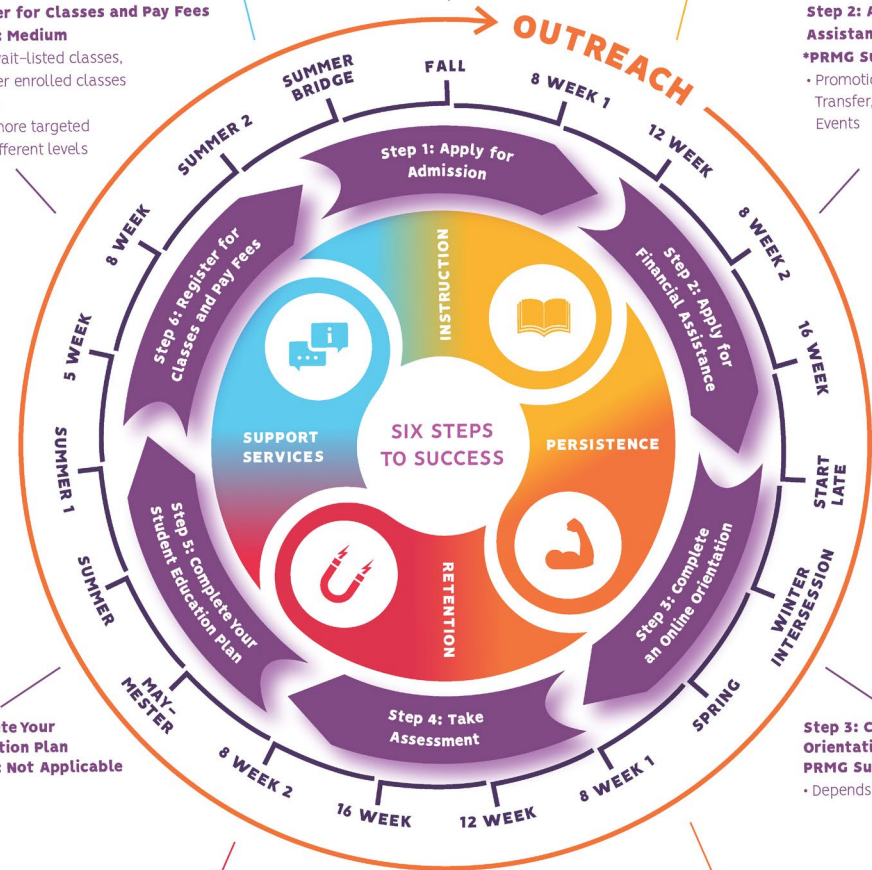 er for Classes and Pay Fees
: Medium
ait-listed classes,
er enrolled classes
ore targeted
fferent levels
Step 2: A
Assistan
*PRMG Su
• Promotic
Transfer,
Events
OUTREACH
FALL
8 WEEK 1
12 WEEK
8 WEEK 2
16 WEEK
START
LATE
WINTER
INTERSESSION
SPRING
8 WEEK 1
12 WEEK
16 WEEK
8 WEEK 2
MAY-
MESTER
SUMMER
SUMMER 1
5 WEEK
8 WEEK
SUMMER 2
SUMMER
BRIDGE
Step 1: Apply for
Admission
Step 2: Apply for
Financial Assistance
Step 3: Complete
an Online Orientation
Step 4: Take
Assessment
Step 5: Complete Your
Student Education Plan
Step 6: Register for
Classes and Pay Fees
INSTRUCTION
PERSISTENCE
RETENTION
SUPPORT
SERVICES
SIX STEPS
TO SUCCESS
i
te Your
tion Plan
: Not Applicable
Step 3: C
Orientati
PRMG Su
• Depends